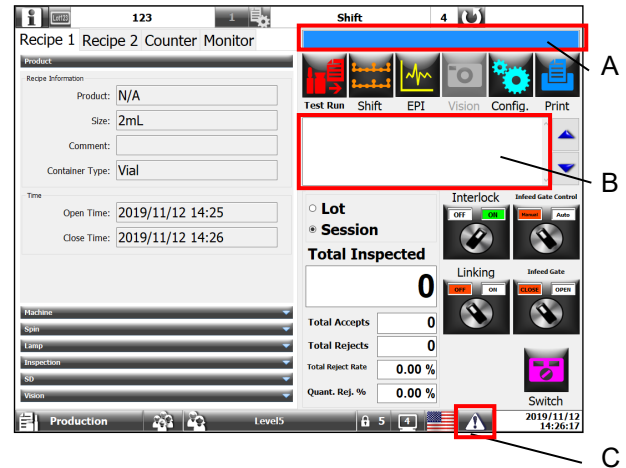 i Lot123 123 1 Shift 4
Recipe 1 Recipe 2 Counter Monitor
A
Product
Recipe Information
Product: N/A
Size: 2mL
Comment:
Container Type: Vial
Time
Open Time: 2019/11/12 14:25
Close Time: 2019/11/12 14:26
Machine
Spin
Lamp
Inspection
SD
Vision
Test Run Shift EPI Vision Config. Print
B
Lot
Session
Total Inspected
0
Total Accepts 0
Total Rejects 0
Total Reject Rate 0.00 %
Quant. Rej. % 0.00 %
Interlock Infeed Gate Control
OFF ON Manual Auto
Linking Infeed Gate
OFF ON CLOSE OPEN
Switch
Production Level5 5 4 2019/11/12
14:26:17
C